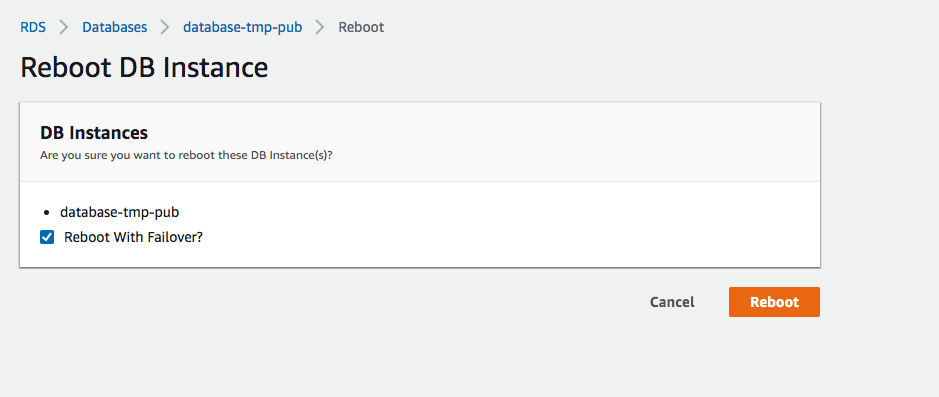 RDS > Databases > database-tmp-pub > Reboot
Reboot DB Instance
DB Instances
Are you sure you want to reboot these DB Instance(s)?
• database-tmp-pub
Reboot With Failover?
Cancel Reboot